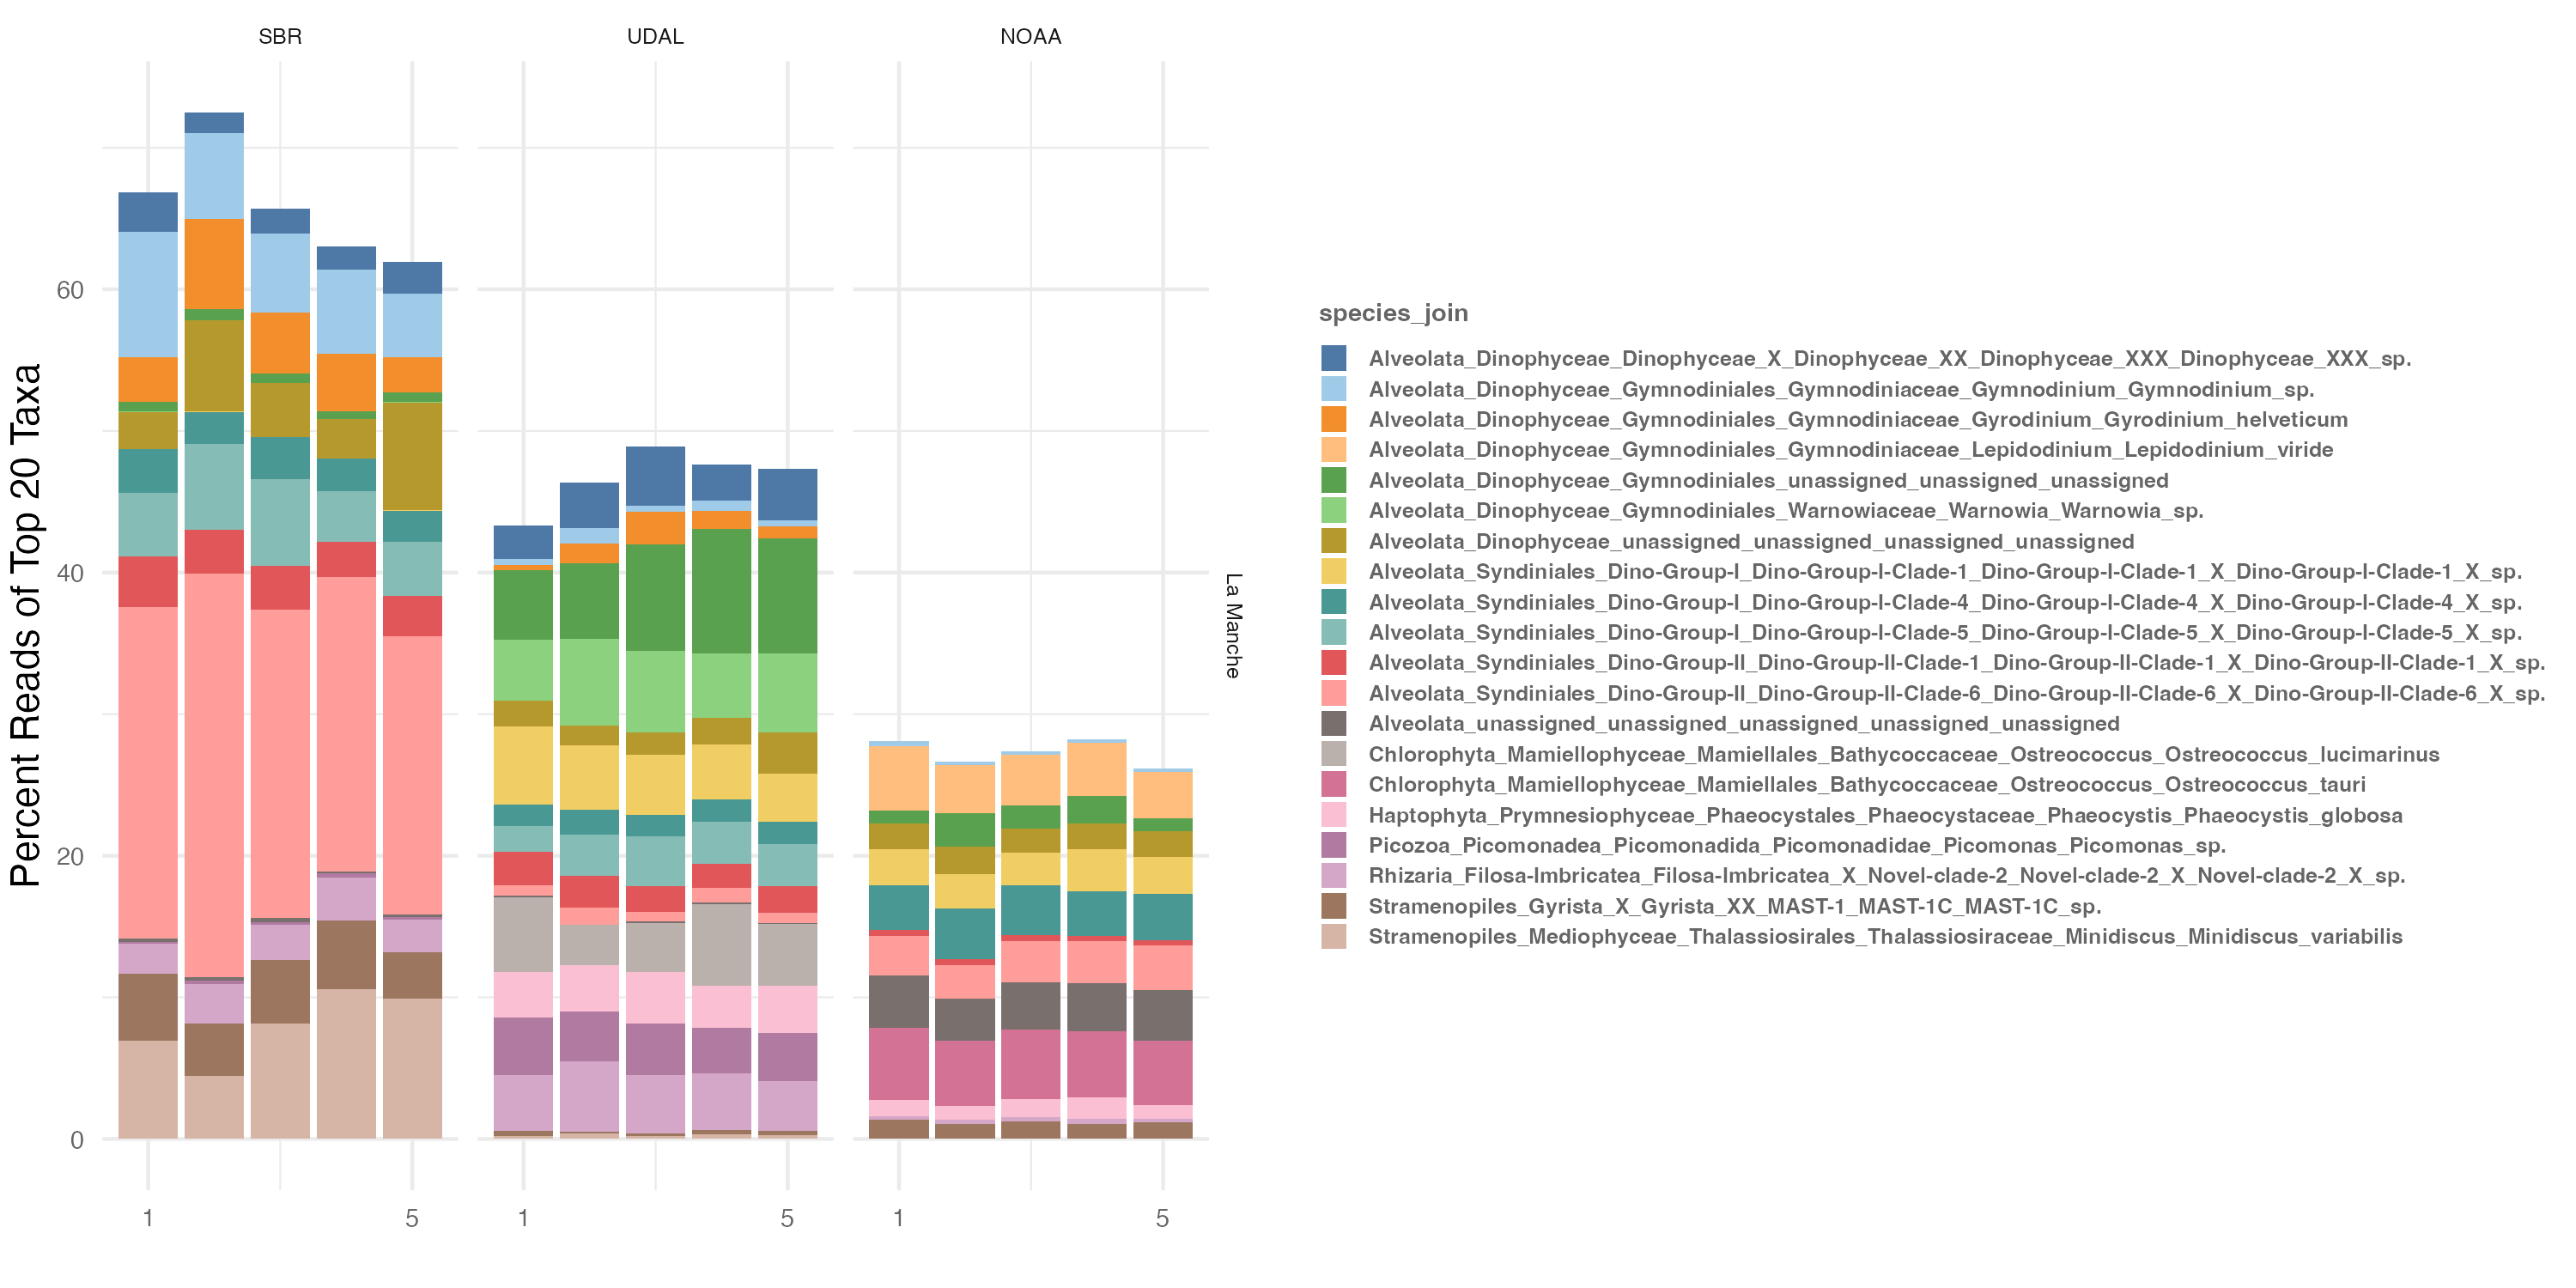 SBR UDAL NOAA
Percent Reads of Top 20 Taxa
60
40
20
0
1 5 1 5 1 5
La Manche
species_join
Alveolata_Dinophyceae_Dinophyceae_X_Dinophyceae_XX_Dinophyceae_XXX_Dinophyceae_XXX_sp.
Alveolata_Dinophyceae_Gymnodiniales_Gymnodiniaceae_Gymnodinium_Gymnodinium_sp.
Alveolata_Dinophyceae_Gymnodiniales_Gymnodiniaceae_Gyrodinium_Gyrodinium_helveticum
Alveolata_Dinophyceae_Gymnodiniales_Gymnodiniaceae_Lepidodinium_Lepidodinium_viride
Alveolata_Dinophyceae_Gymnodiniales_unassigned_unassigned_unassigned
Alveolata_Dinophyceae_Gymnodiniales_Warnowiaceae_Warnowia_Warnowia_sp.
Alveolata_Dinophyceae_unassigned_unassigned_unassigned_unassigned
Alveolata_Syndiniales_Dino-Group-I_Dino-Group-I-Clade-1_Dino-Group-I-Clade-1_X_Dino-Group-I-Clade-1_X_sp.
Alveolata_Syndiniales_Dino-Group-I_Dino-Group-I-Clade-4_Dino-Group-I-Clade-4_X_Dino-Group-I-Clade-4_X_sp.
Alveolata_Syndiniales_Dino-Group-I_Dino-Group-I-Clade-5_Dino-Group-I-Clade-5_X_Dino-Group-I-Clade-5_X_sp.
Alveolata_Syndiniales_Dino-Group-II_Dino-Group-II-Clade-1_Dino-Group-II-Clade-1_X_Dino-Group-II-Clade-1_X_sp.
Alveolata_Syndiniales_Dino-Group-II_Dino-Group-II-Clade-6_Dino-Group-II-Clade-6_X_Dino-Group-II-Clade-6_X_sp.
Alveolata_unassigned_unassigned_unassigned_unassigned_unassigned
Chlorophyta_Mamiellophyceae_Mamiellales_Bathycoccaceae_Ostreococcus_Ostreococcus_lucimarinus
Chlorophyta_Mamiellophyceae_Mamiellales_Bathycoccaceae_Ostreococcus_Ostreococcus_tauri
Haptophyta_Prymnesiophyceae_Phaeocystales_Phaeocystaceae_Phaeocystis_Phaeocystis_globosa
Picozoa_Picomonadea_Picomonadida_Picomonadidae_Picomonas_Picomonas_sp.
Rhizaria_Filosa-Imbricatea_Filosa-Imbricatea_X_Novel-clade-2_Novel-clade-2_X_Novel-clade-2_X_sp.
Stramenopiles_Gyrista_X_Gyrista_XX_MAST-1_MAST-1C_MAST-1C_sp.
Stramenopiles_Mediophyceae_Thalassiosirales_Thalassiosiraceae_Minidiscus_Minidiscus_variabilis